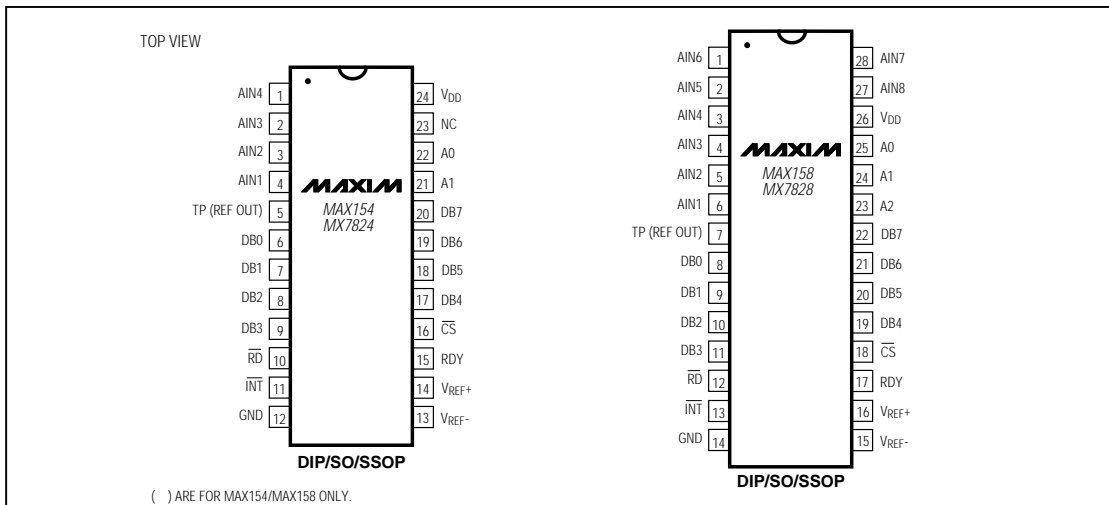 TOP VIEW
AIN4 1
AIN3 2
AIN2 3
AIN1 4
TP (REF OUT) 5
DB0 6
DB1 7
DB2 8
DB3 9
R̅D̅ 10
I̅N̅T̅ 11
GND 12
24 VDD
23 NC
22 A0
21 A1
20 DB7
19 DB6
18 DB5
17 DB4
16 C̅S̅
15 RDY
14 VREF+
13 VREF-
MAXIM
MAX154
MX7824
DIP/SO/SSOP
( ) ARE FOR MAX154/MAX158 ONLY.
AIN6 1
AIN5 2
AIN4 3
AIN3 4
AIN2 5
AIN1 6
TP (REF OUT) 7
DB0 8
DB1 9
DB2 10
DB3 11
R̅D̅ 12
I̅N̅T̅ 13
GND 14
28 AIN7
27 AIN8
26 VDD
25 A0
24 A1
23 A2
22 DB7
21 DB6
20 DB5
19 DB4
18 C̅S̅
17 RDY
16 VREF+
15 VREF-
MAXIM
MAX158
MX7828
DIP/SO/SSOP